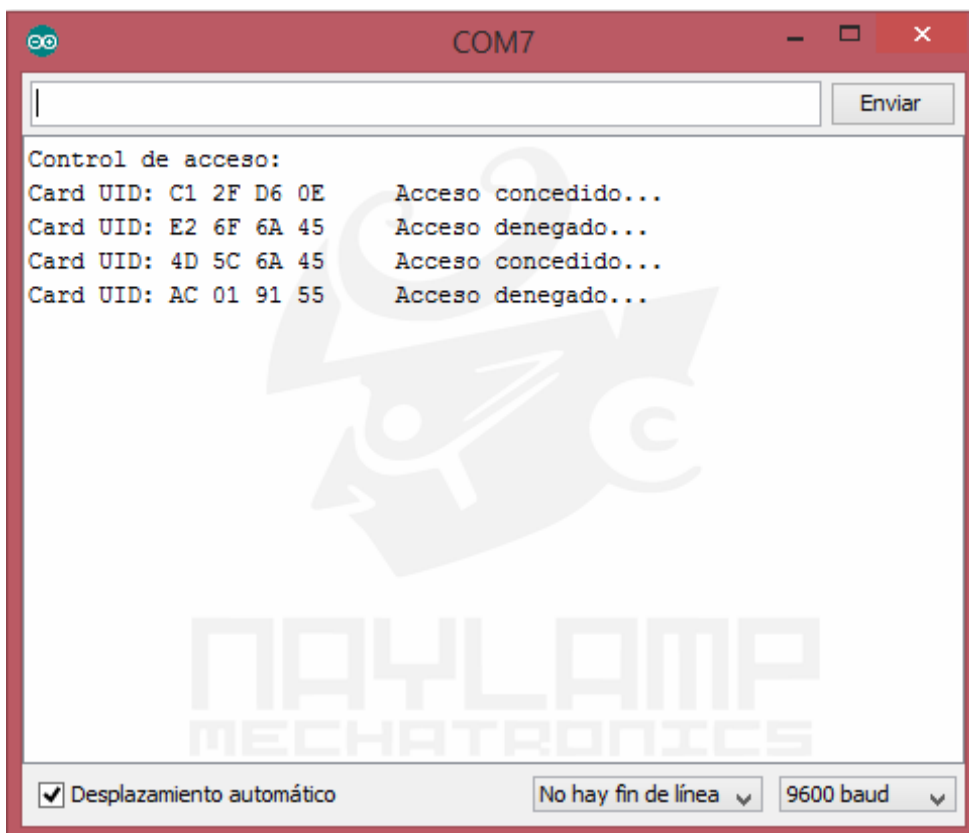 COM7
Enviar
Control de acceso:
Card UID: C1 2F D6 0E    Acceso concedido...
Card UID: E2 6F 6A 45    Acceso denegado...
Card UID: 4D 5C 6A 45    Acceso concedido...
Card UID: AC 01 91 55    Acceso denegado...
NAYLAMP
MECHATRONICS
Desplazamiento automático No hay fin de línea 9600 baud